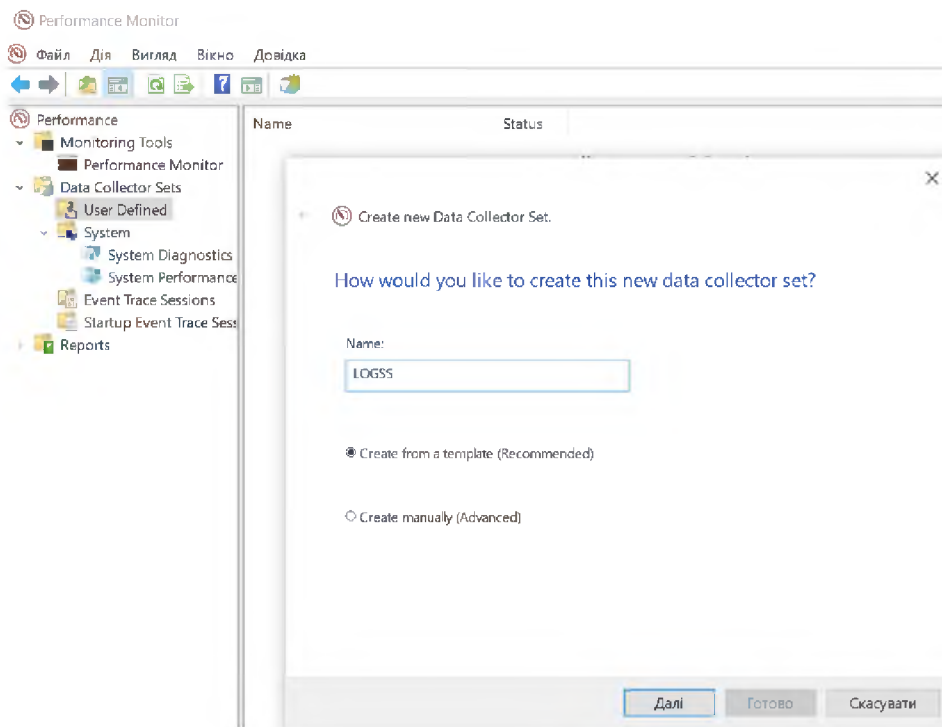 Performance Monitor
Файл Дія Вигляд Вікно Довідка
Performance
Monitoring Tools
Performance Monitor
Data Collector Sets
User Defined
System
System Diagnostics
System Performance
Event Trace Sessions
Startup Event Trace Sess
Reports
Name Status
Create new Data Collector Set.
How would you like to create this new data collector set?
Name:
LOGSS
Create from a template (Recommended)
Create manually (Advanced)
Далі Готово Скасувати